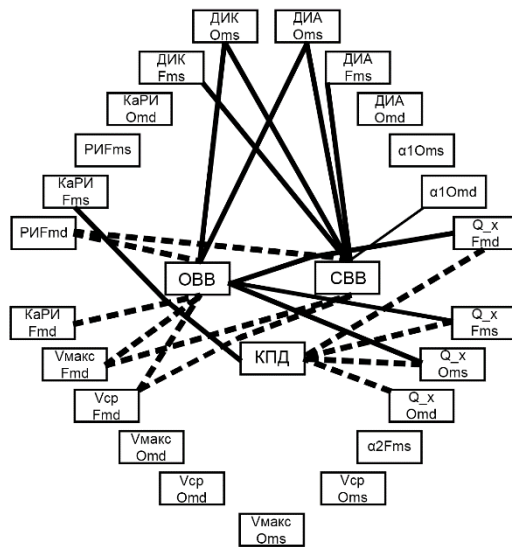 ДИК
Oms
ДИА
Oms
ДИК
Fms
ДИА
Fms
КаРИ
Omd
ДИА
Omd
РИFms
α1Oms
КаРИ
Fms
α1Omd
РИFmd
Q_x
Fmd
ОВВ
СВВ
КаРИ
Fmd
Q_x
Fms
Vмакс
Fmd
КПД
Q_x
Oms
Vср
Fmd
Q_x
Omd
Vмакс
Omd
α2Fms
Vср
Omd
Vср
Oms
Vмакс
Oms